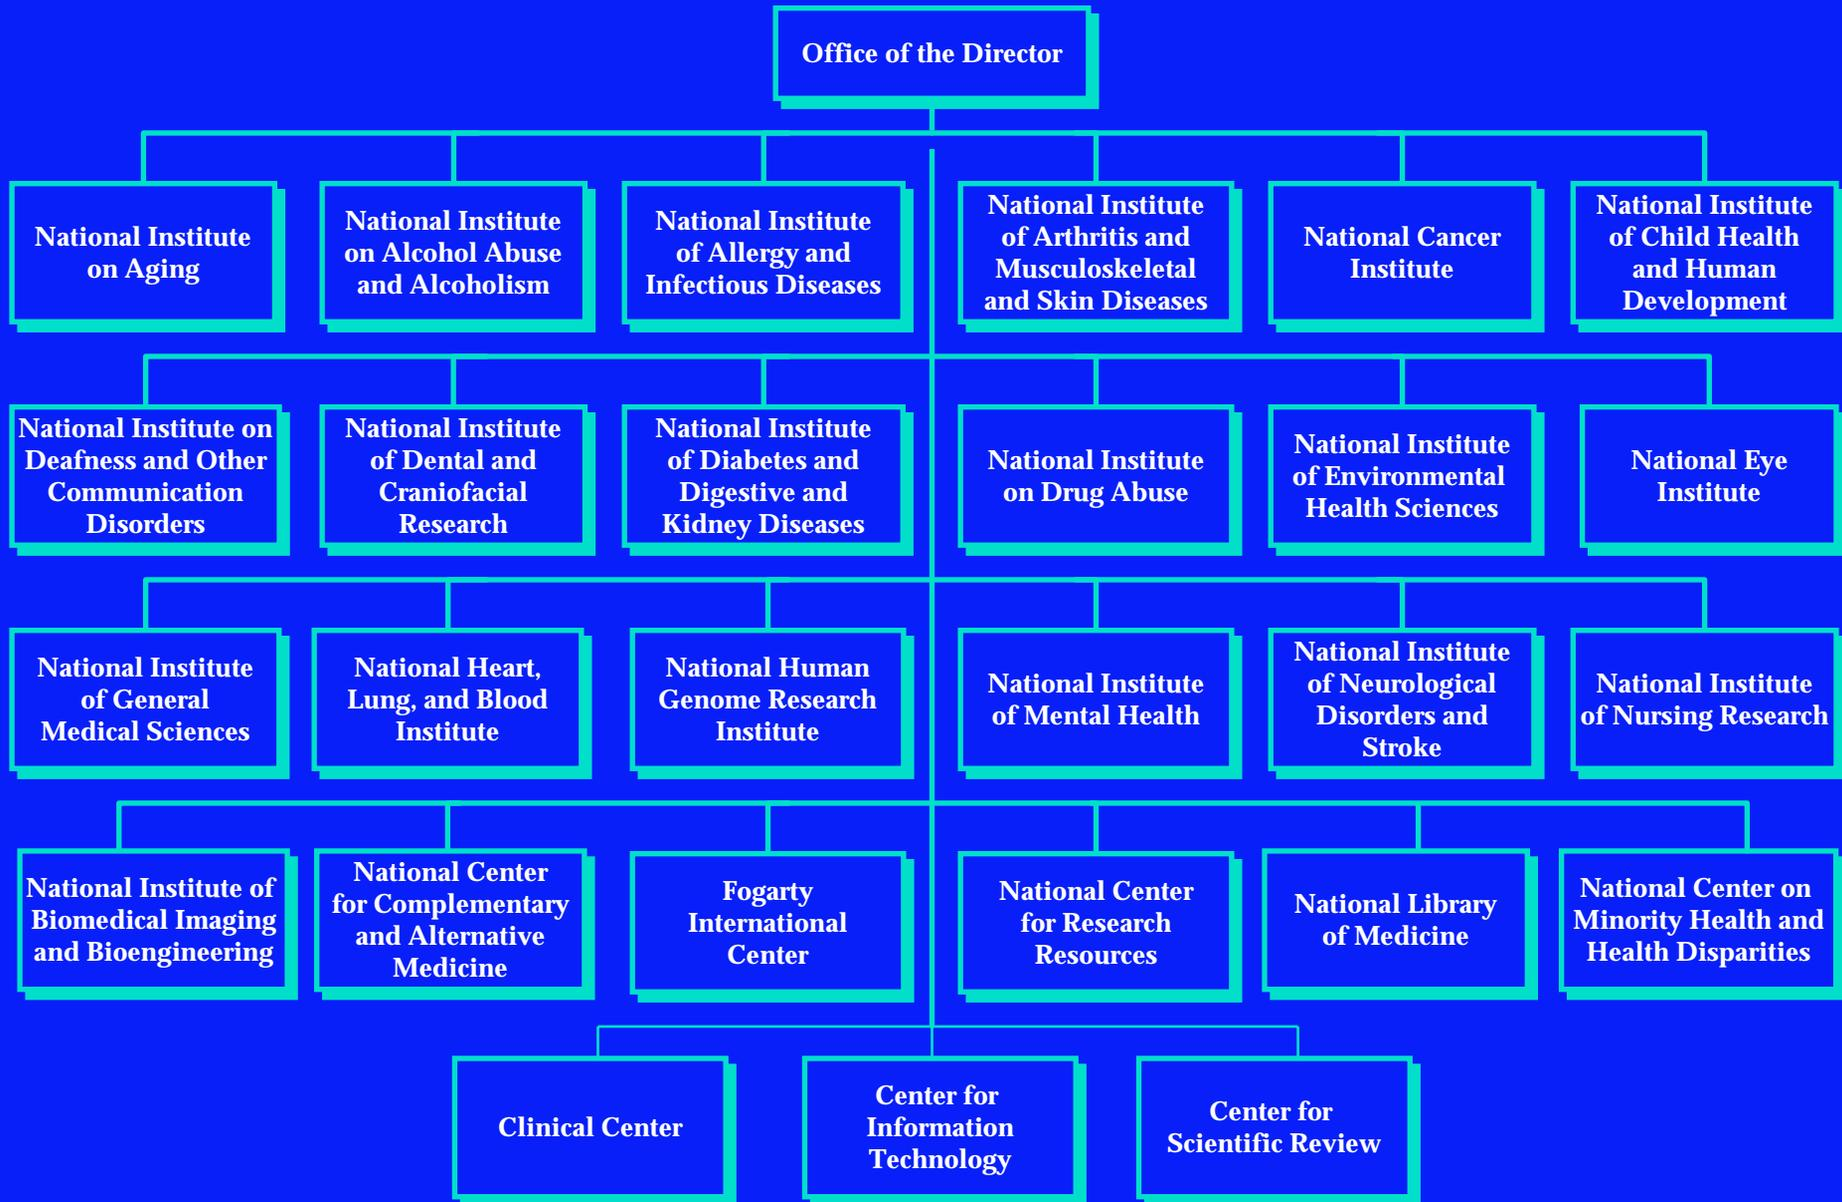 Office of the Director
National Institute
on Aging
National Institute
on Alcohol Abuse
and Alcoholism
National Institute
of Allergy and
Infectious Diseases
National Institute
of Arthritis and
Musculoskeletal
and Skin Diseases
National Cancer
Institute
National Institute
of Child Health
and Human
Development
National Institute on
Deafness and Other
Communication
Disorders
National Institute
of Dental and
Craniofacial
Research
National Institute
of Diabetes and
Digestive and
Kidney Diseases
National Institute
on Drug Abuse
National Institute
of Environmental
Health Sciences
National Eye
Institute
National Institute
of General
Medical Sciences
National Heart,
Lung, and Blood
Institute
National Human
Genome Research
Institute
National Institute
of Mental Health
National Institute
of Neurological
Disorders and
Stroke
National Institute
of Nursing Research
National Institute of
Biomedical Imaging
and Bioengineering
National Center
for Complementary
and Alternative
Medicine
Fogarty
International
Center
National Center
for Research
Resources
National Library
of Medicine
National Center on
Minority Health and
Health Disparities
Clinical Center
Center for
Information
Technology
Center for
Scientific Review